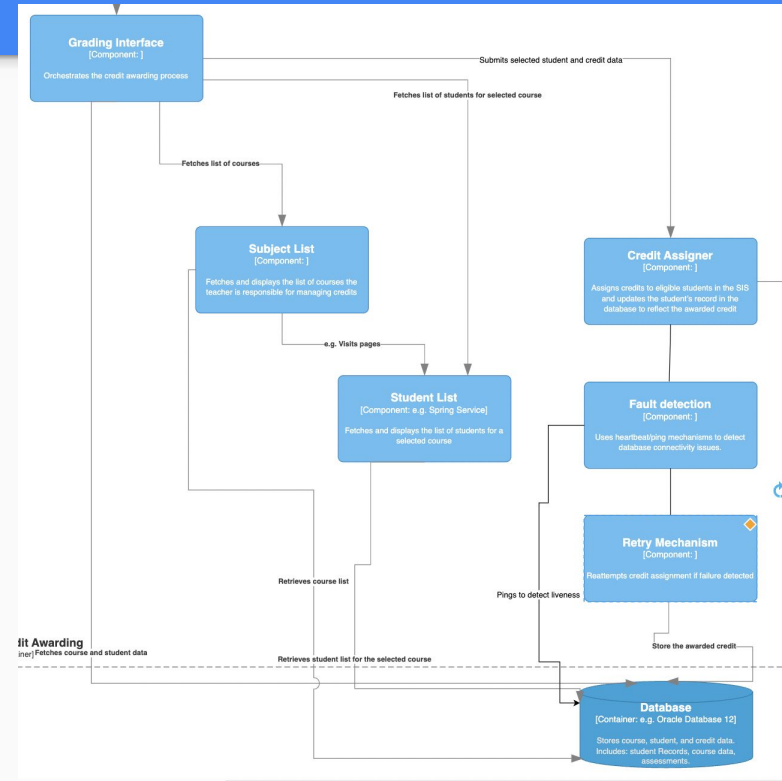 Grading Interface
[Component: ]
Orchestrates the credit awarding process
Submits selected student and credit data
Fetches list of students for selected course
Fetches list of courses
Subject List
[Component: ]
Fetches and displays the list of courses the
teacher is responsible for managing credits
Credit Assigner
[Component: ]
Assigns credits to eligible students in the SIS
and updates the student's record in the
database to reflect the awarded credit
e.g. Visits pages
Student List
[Component: e.g. Spring Service]
Fetches and displays the list of students for a
selected course
Fault detection
[Component: ]
Uses heartbeat/ping mechanisms to detect
database connectivity issues.
Retry Mechanism
[Component: ]
Reattempts credit assignment if failure detected
Retrieves course list
Pings to detect liveness
dit Awarding
iner]
Fetches course and student data
Store the awarded credit
Retrieves student list for the selected course
Database
[Container: e.g. Oracle Database 12]
Stores course, student, and credit data.
Includes: student Records, course data,
assessments.